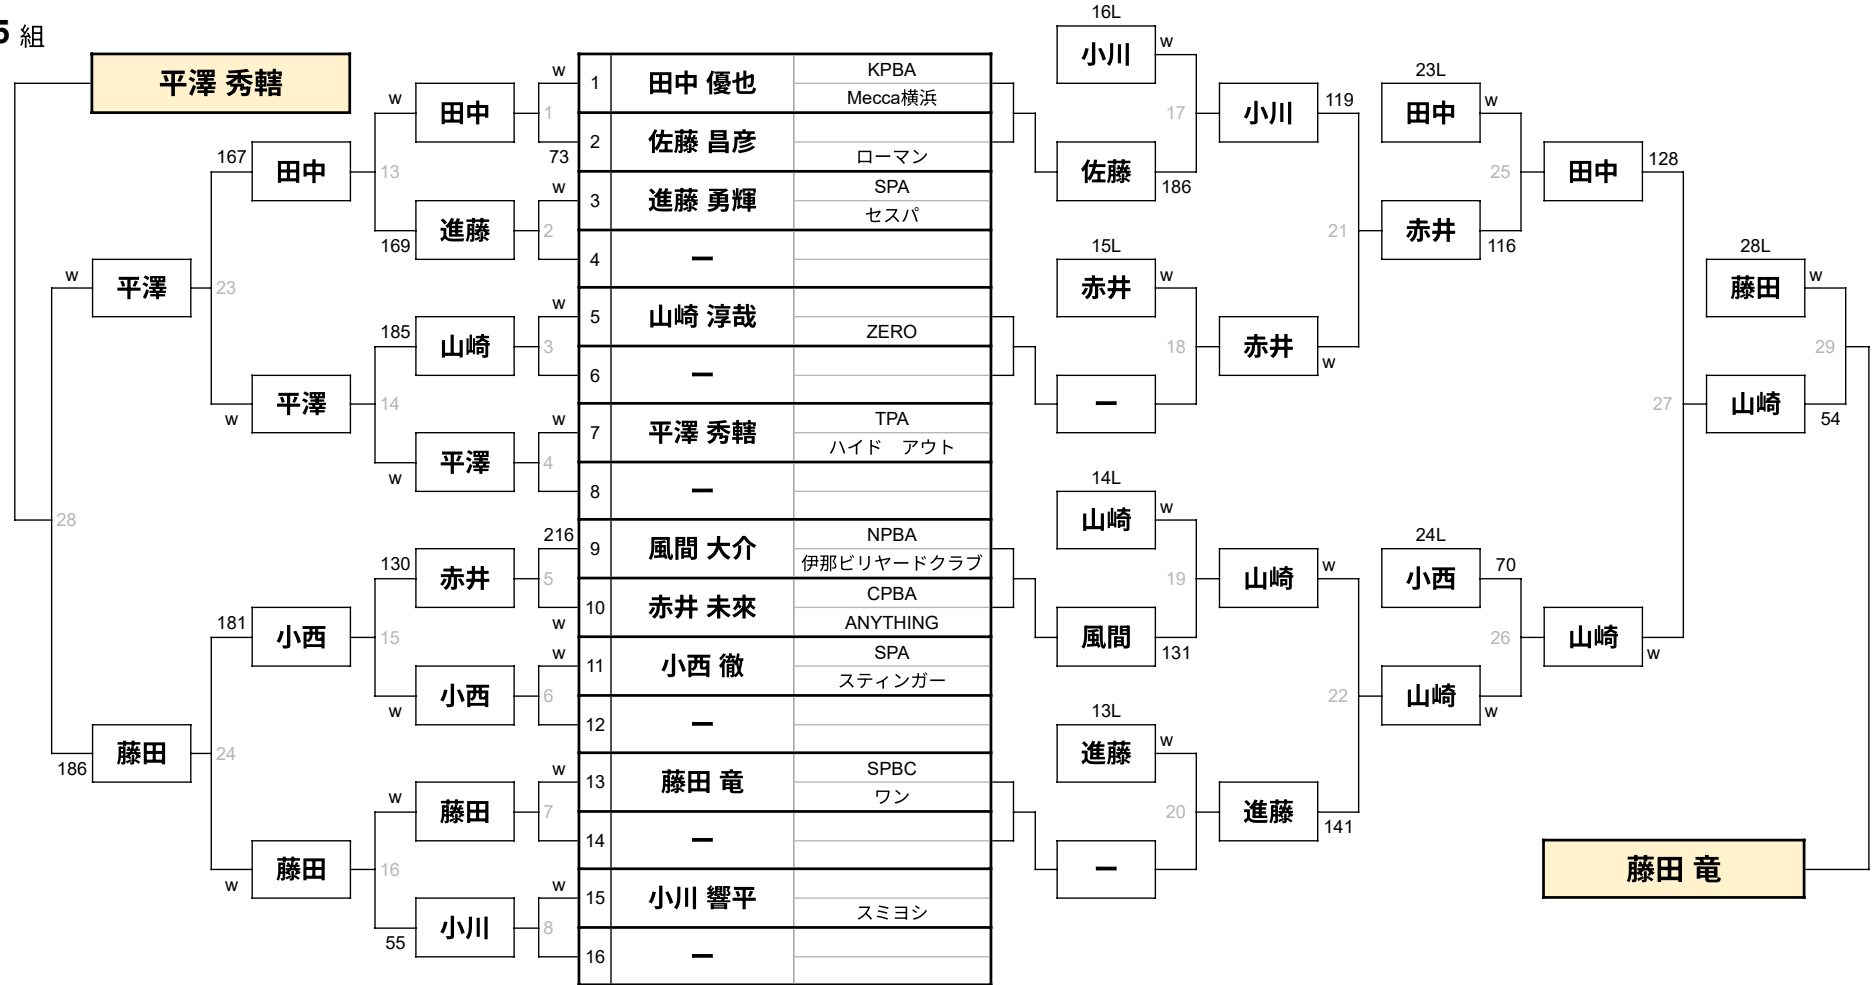 5 組
平澤 秀轄
w
平澤
28
藤田
186
167
田中
23
平澤
w
181
小西
24
藤田
w
w
田中
13
進藤
169
185
山崎
14
平澤
w
130
赤井
15
小西
w
w
藤田
16
小川
55
w
1
73
w
2
w
3
w
4
216
5
w
w
6
w
7
w
8
1 田中 優也 KPBA
Mecca横浜
2 佐藤 昌彦
ローマン
3 進藤 勇輝 SPA
セスパ
4 ー
5 山崎 淳哉
ZERO
6 ー
7 平澤 秀轄 TPA
ハイド　アウト
8 ー
9 風間 大介 NPBA
伊那ビリヤードクラブ
10 赤井 未來 CPBA
ANYTHING
11 小西 徹 SPA
スティンガー
12 ー
13 藤田 竜 SPBC
ワン
14 ー
15 小川 響平
スミヨシ
16 ー
16L
小川 w
17
佐藤
186
15L
赤井 w
18
ー
14L
山崎 w
19
風間
131
13L
進藤 w
20
ー
小川 119
21
赤井
w
山崎 w
22
進藤
141
23L
田中 w
25
赤井
116
24L
小西 70
26
山崎
w
田中 128
27
山崎
w
28L
藤田 w
29
山崎
54
藤田 竜